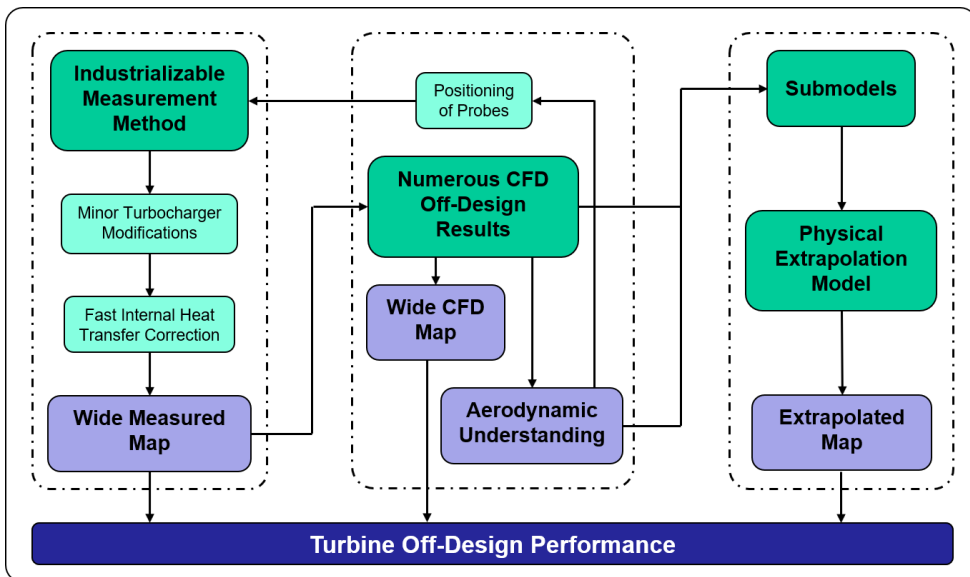 Industrializable
Measurement
Method
Minor Turbocharger
Modifications
Fast Internal Heat
Transfer Correction
Wide Measured
Map
Positioning
of Probes
Numerous CFD
Off-Design
Results
Wide CFD
Map
Aerodynamic
Understanding
Submodels
Physical
Extrapolation
Model
Extrapolated
Map
Turbine Off-Design Performance